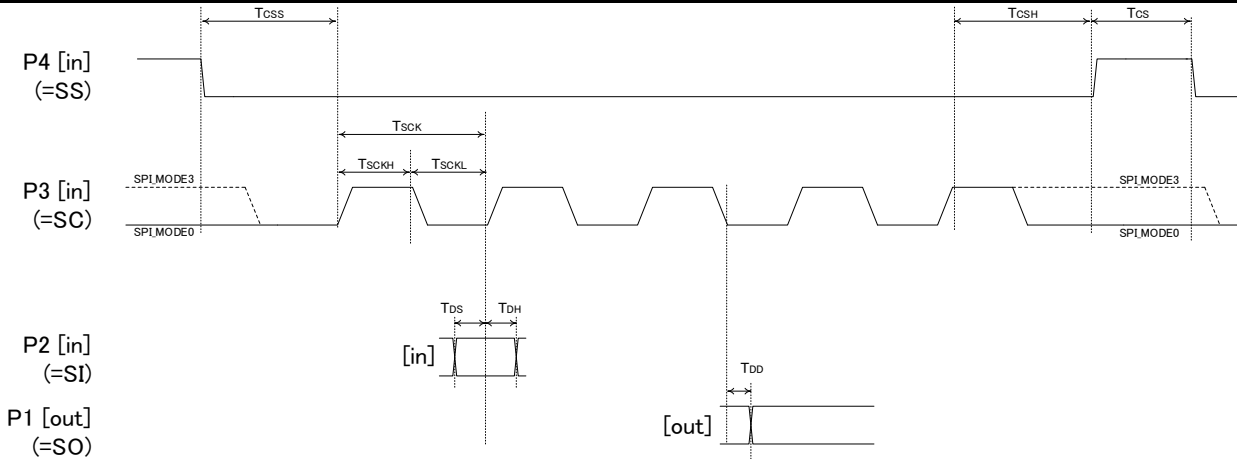 TCSS
TCSH
TCS
P4 [in]
(=SS)
TSCK
TSCKH
TSCKL
SPI_MODE3
SPI_MODE3
P3 [in]
(=SC)
SPI_MODE0
SPI_MODE0
TDS
TDH
P2 [in]
(=SI)
[in]
TDD
P1 [out]
(=SO)
[out]